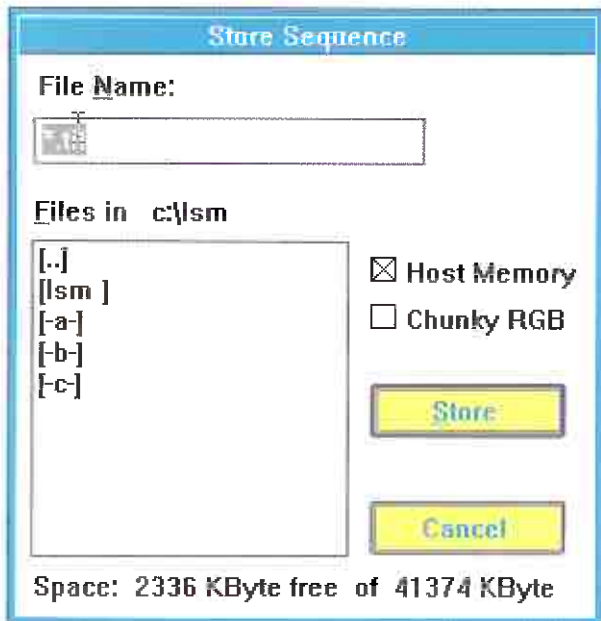 Store Sequence
File Name:
Files in c:\lsm
[..]
[lsm ]
[-a-]
[-b-]
[-c-]
Host Memory
Chunky RGB
Store
Cancel
Space: 2336 KByte free of 41374 KByte